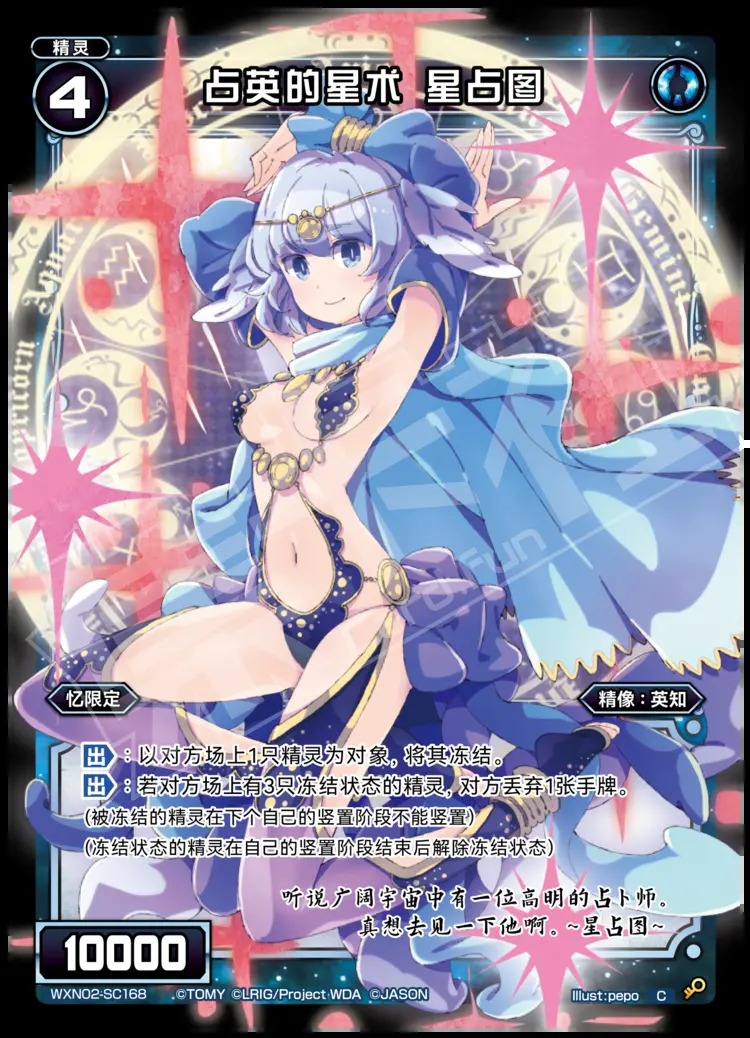 精灵
4
占英的星术 星占图
Aquar
Gemini
ricorn
忆限定
精像：英知
出：以对方场上1只精灵为对象，将其冻结。
出：若对方场上有3只冻结状态的精灵，对方丢弃1张手牌。
(被冻结的精灵在下个自己的竖置阶段不能竖置)
(冻结状态的精灵在自己的竖置阶段结束后解除冻结状态)
听说广阔宇宙中有一位高明的占卜师。
真想去见一下他啊。~星占图~
10000
WXN02-SC168 ©TOMY ©LRIG/Project WDA ©JASON Illust:pepo C